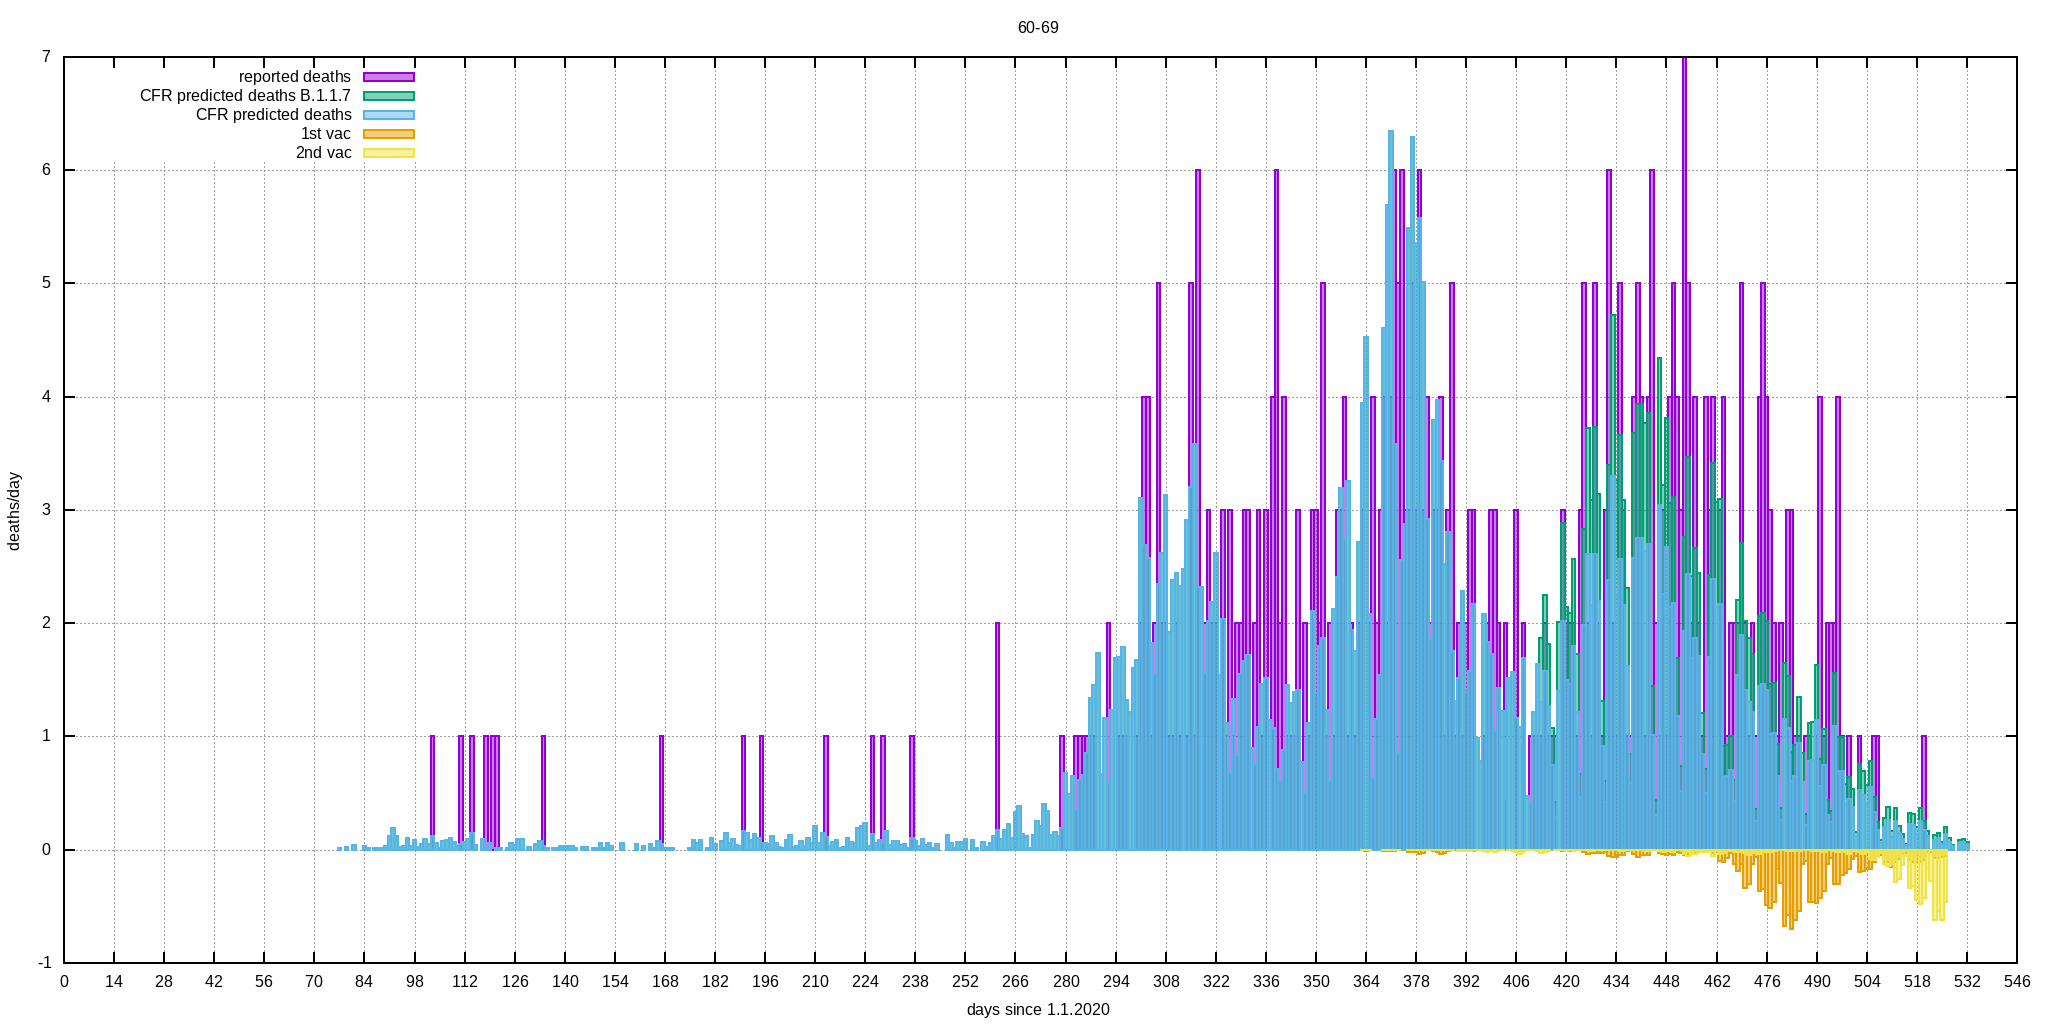 60-69
7
reported deaths
CFR predicted deaths B.1.1.7
CFR predicted deaths
1st vac
2nd vac
6
5
4
3
2
1
0
-1
deaths/day
0 14 28 42 56 70 84 98 112 126 140 154 168 182 196 210 224 238 252 266 280 294 308 322 336 350 364 378 392 406 420 434 448 462 476 490 504 518 532 546
days since 1.1.2020